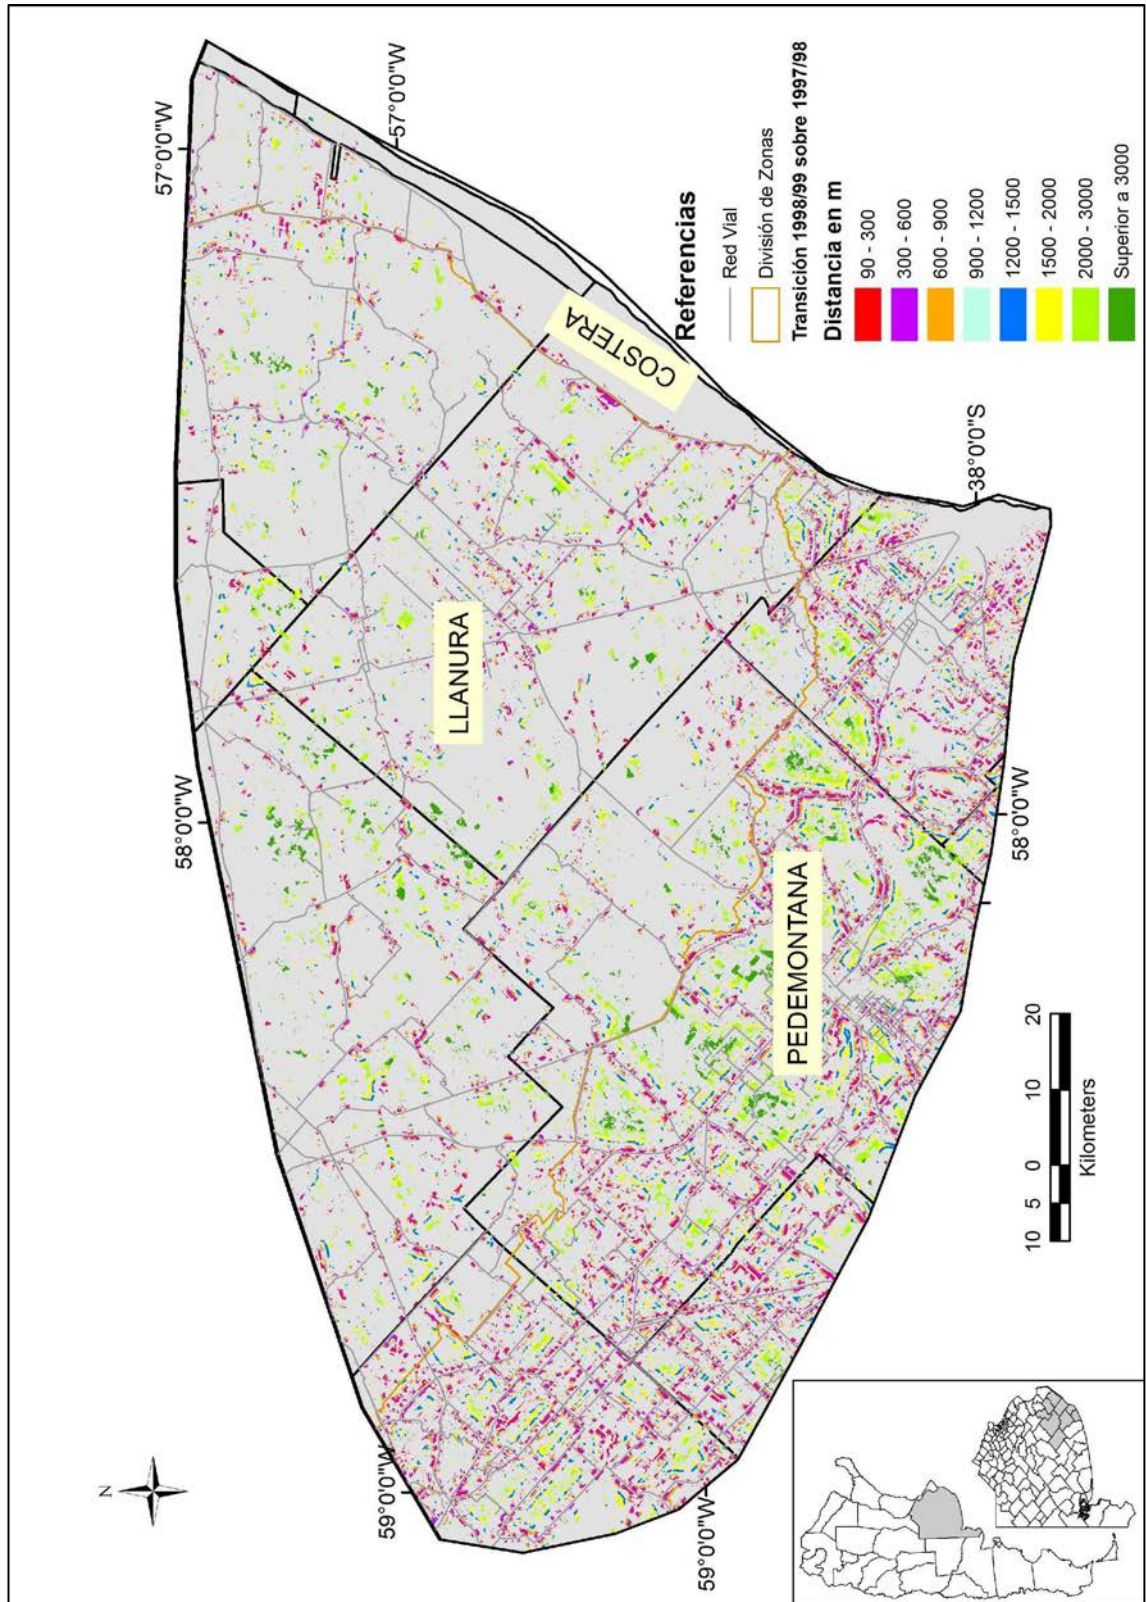 N
59°0'0"W
58°0'0"W
57°0'0"W
57°0'0"W
LLANURA
COSTERA
PEDEMONTANA
38°0'0"S
58°0'0"W
59°0'0"W
10 5 0 10 20
Kilometers
Referencias
Red Vial
División de Zonas
Transición 1998/99 sobre 1997/98
Distancia en m
90 - 300
300 - 600
600 - 900
900 - 1200
1200 - 1500
1500 - 2000
2000 - 3000
Superior a 3000